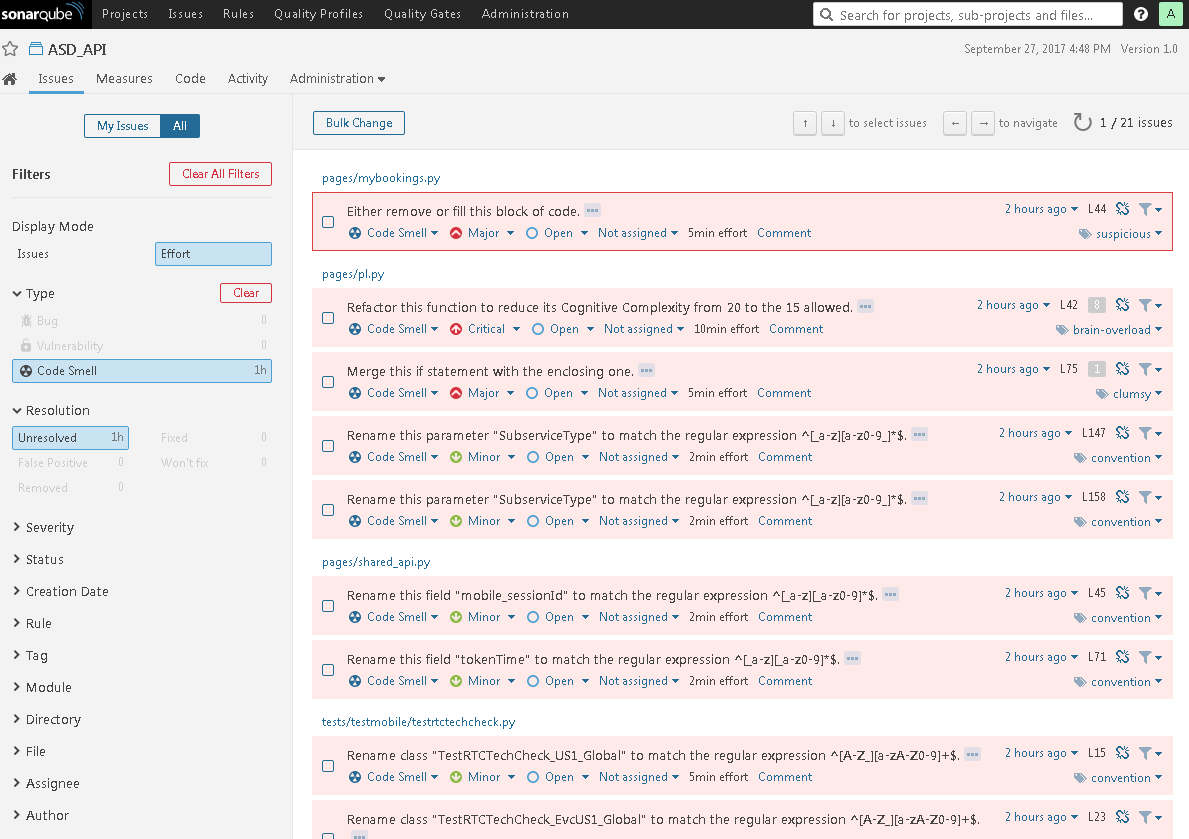 sonarqube Projects Issues Rules Quality Profiles Quality Gates Administration Search for projects, sub-projects and files... ? A
ASD_API September 27, 2017 4:48 PM Version 1.0
Issues Measures Code Activity Administration
My Issues All
Bulk Change ↑ ↓ to select issues ← → to navigate 1 / 21 issues
Filters Clear All Filters
Display Mode
Issues Effort
Type Clear
Bug 0
Vulnerability 0
Code Smell 1h
Resolution
Unresolved 1h Fixed 0
False Positive 0 Won't fix 0
Removed 0
Severity
Status
Creation Date
Rule
Tag
Module
Directory
File
Assignee
Author
pages/mybookings.py
Either remove or fill this block of code. ... 2 hours ago L44
Code Smell Major Open Not assigned 5min effort Comment suspicious
pages/pl.py
Refactor this function to reduce its Cognitive Complexity from 20 to the 15 allowed. ... 2 hours ago L42 8
Code Smell Critical Open Not assigned 10min effort Comment brain-overload
Merge this if statement with the enclosing one. ... 2 hours ago L75 1
Code Smell Major Open Not assigned 5min effort Comment clumsy
Rename this parameter "SubserviceType" to match the regular expression ^[_a-z][a-z0-9_]*$. ... 2 hours ago L147
Code Smell Minor Open Not assigned 2min effort Comment convention
Rename this parameter "SubserviceType" to match the regular expression ^[_a-z][a-z0-9_]*$. ... 2 hours ago L158
Code Smell Minor Open Not assigned 2min effort Comment convention
pages/shared_api.py
Rename this field "mobile_sessionId" to match the regular expression ^[_a-z][_a-z0-9]*$. ... 2 hours ago L45
Code Smell Minor Open Not assigned 2min effort Comment convention
Rename this field "tokenTime" to match the regular expression ^[_a-z][_a-z0-9]*$. ... 2 hours ago L71
Code Smell Minor Open Not assigned 2min effort Comment convention
tests/testmobile/testrtctechcheck.py
Rename class "TestRTCTechCheck_US1_Global" to match the regular expression ^[A-Z_][a-zA-Z0-9]+$. ... 2 hours ago L15
Code Smell Minor Open Not assigned 5min effort Comment convention
Rename class "TestRTCTechCheck_EvcUS1_Global" to match the regular expression ^[A-Z_][a-zA-Z0-9]+$. 2 hours ago L23
...